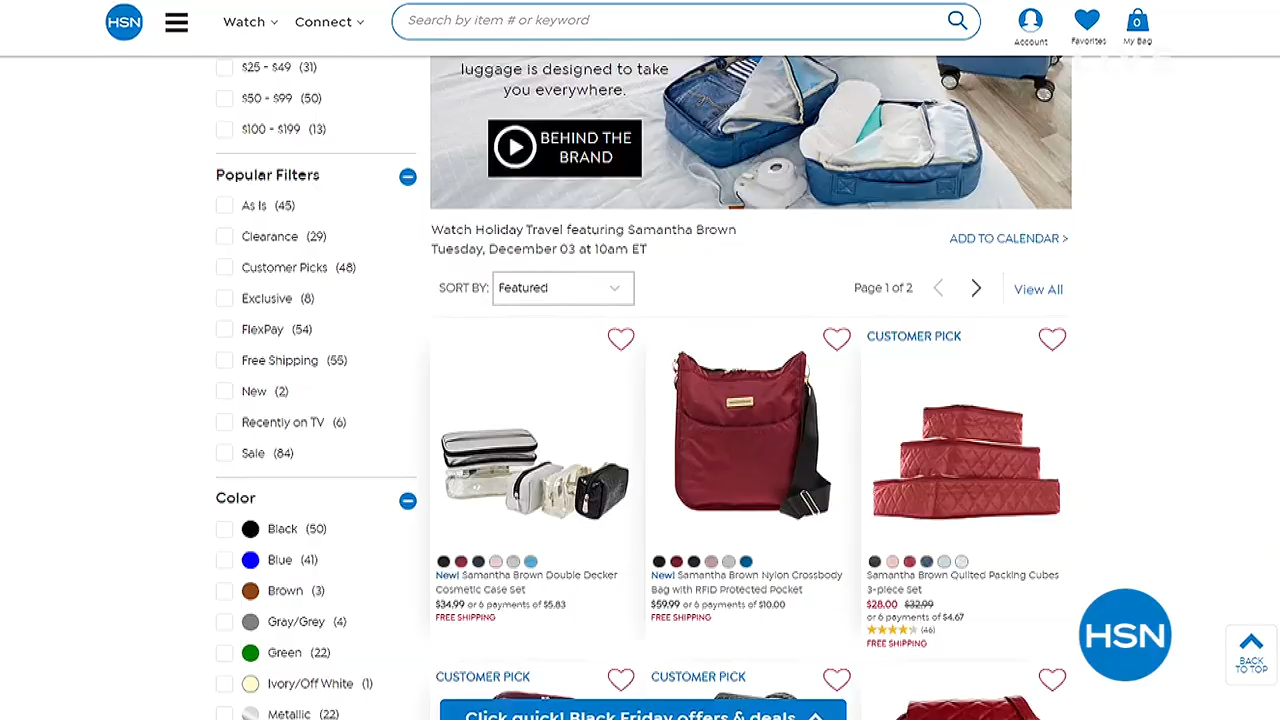 HSN
Watch
Connect
Search by item # or keyword
Account
Favorites
0
My Bag
$25 - $49 (31)
$50 - $99 (50)
$100 - $199 (13)
Popular Filters
As Is (45)
Clearance (29)
Customer Picks (48)
Exclusive (8)
FlexPay (54)
Free Shipping (55)
New (2)
Recently on TV (6)
Sale (84)
Color
Black (50)
Blue (41)
Brown (3)
Gray/Grey (4)
Green (22)
Ivory/Off White (1)
Metallic (22)
luggage is designed to take
you everywhere.
BEHIND THE
BRAND
Watch Holiday Travel featuring Samantha Brown
Tuesday, December 03 at 10am ET
ADD TO CALENDAR >
SORT BY: Featured
Page 1 of 2
View All
New! Samantha Brown Double Decker
Cosmetic Case Set
$34.99 or 6 payments of $5.83
FREE SHIPPING
New! Samantha Brown Nylon Crossbody
Bag with RFID Protected Pocket
$59.99 or 6 payments of $10.00
FREE SHIPPING
CUSTOMER PICK
Samantha Brown Quilted Packing Cubes
3-piece Set
$28.00 $32.99
or 6 payments of $4.67
(46)
FREE SHIPPING
CUSTOMER PICK
CUSTOMER PICK
Click quick! Black Friday offers & deals
HSN
BACK
TO TOP